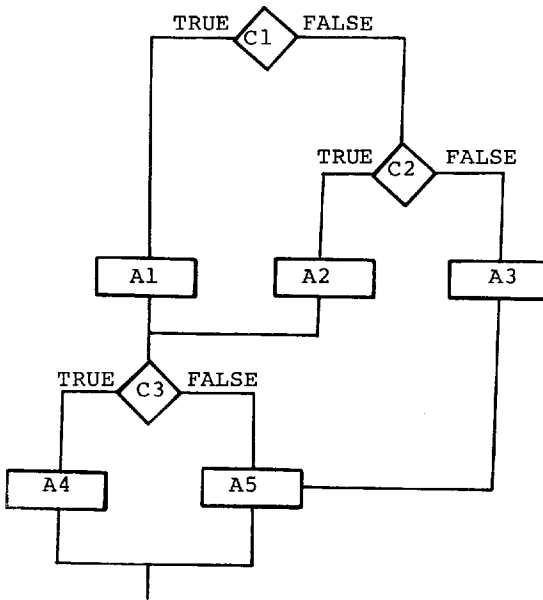 TRUE C1 FALSE
TRUE C2 FALSE
A1 A2 A3
TRUE C3 FALSE
A4 A5